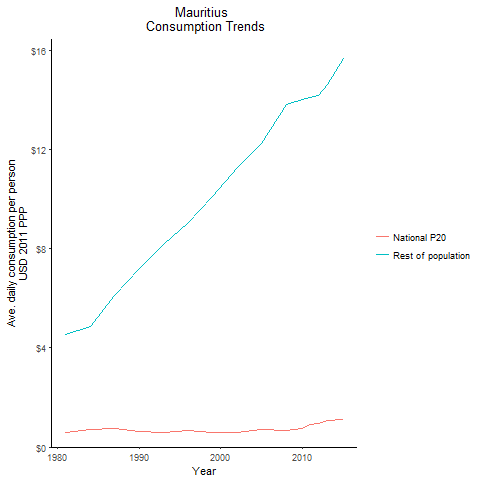 Mauritius
Consumption Trends
$16
$12
$8
$4
$0
Ave. daily consumption per person
USD 2011 PPP
1980
1990
2000
2010
Year
National P20
Rest of population